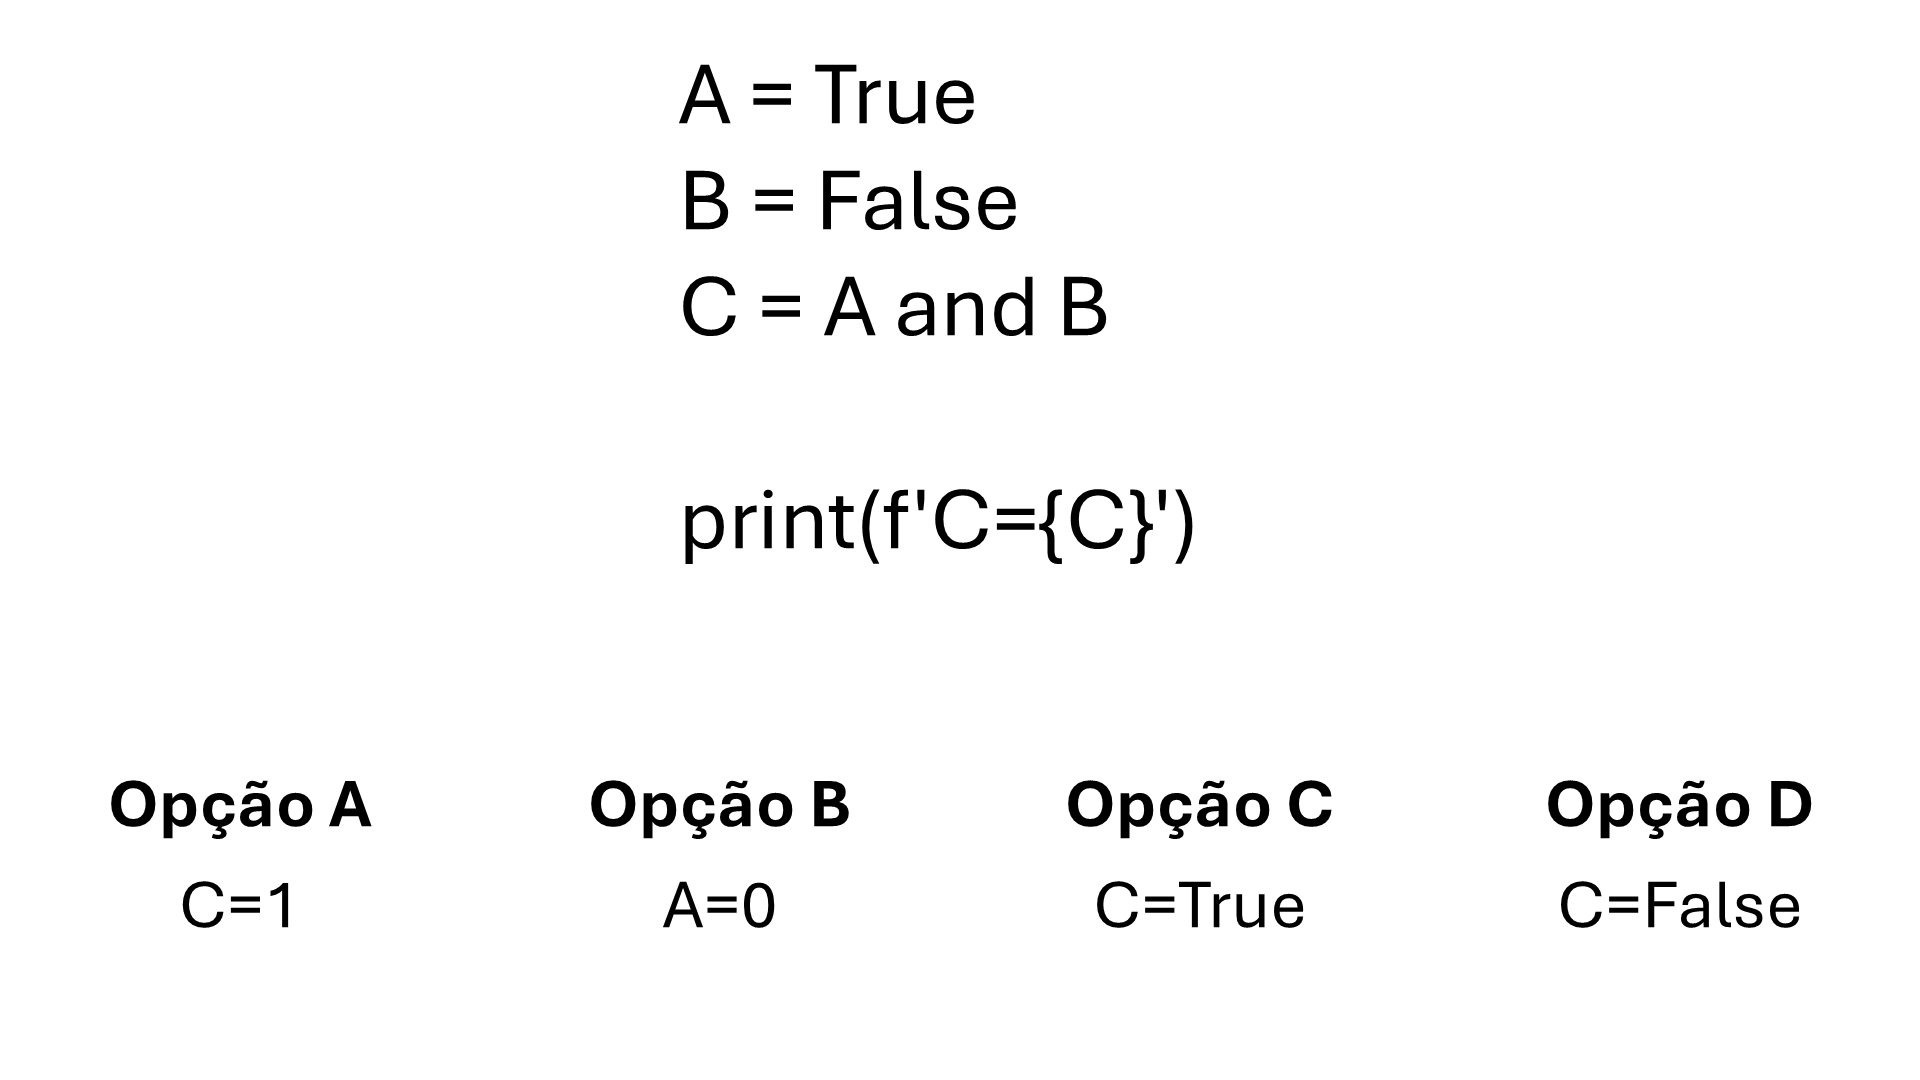 A = True
B = False
C = A and B
print(f'C={C}')
Opção A
Opção B
Opção C
Opção D
C=1
A=0
C=True
C=False